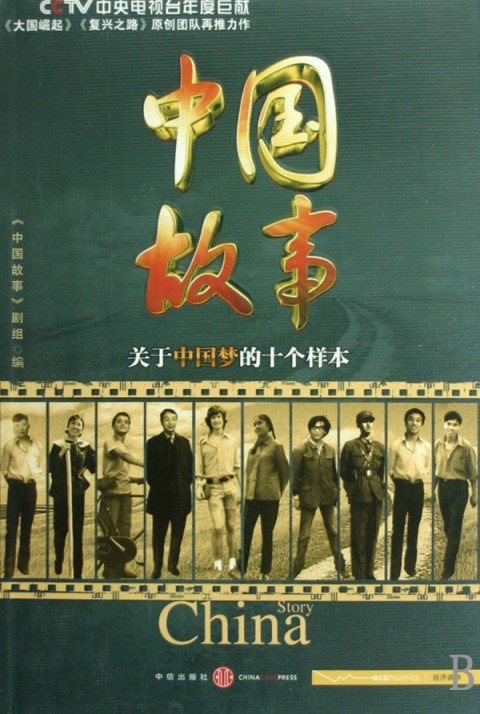 CCTV中央电视台年度巨献
《大国崛起》《复兴之路》原创团队再推力作
中国
故事
《中国故事》剧组◎编
关于中国梦的十个样本
China
Story
中信出版社
CHINA CITIC PRESS
economics
经济
B